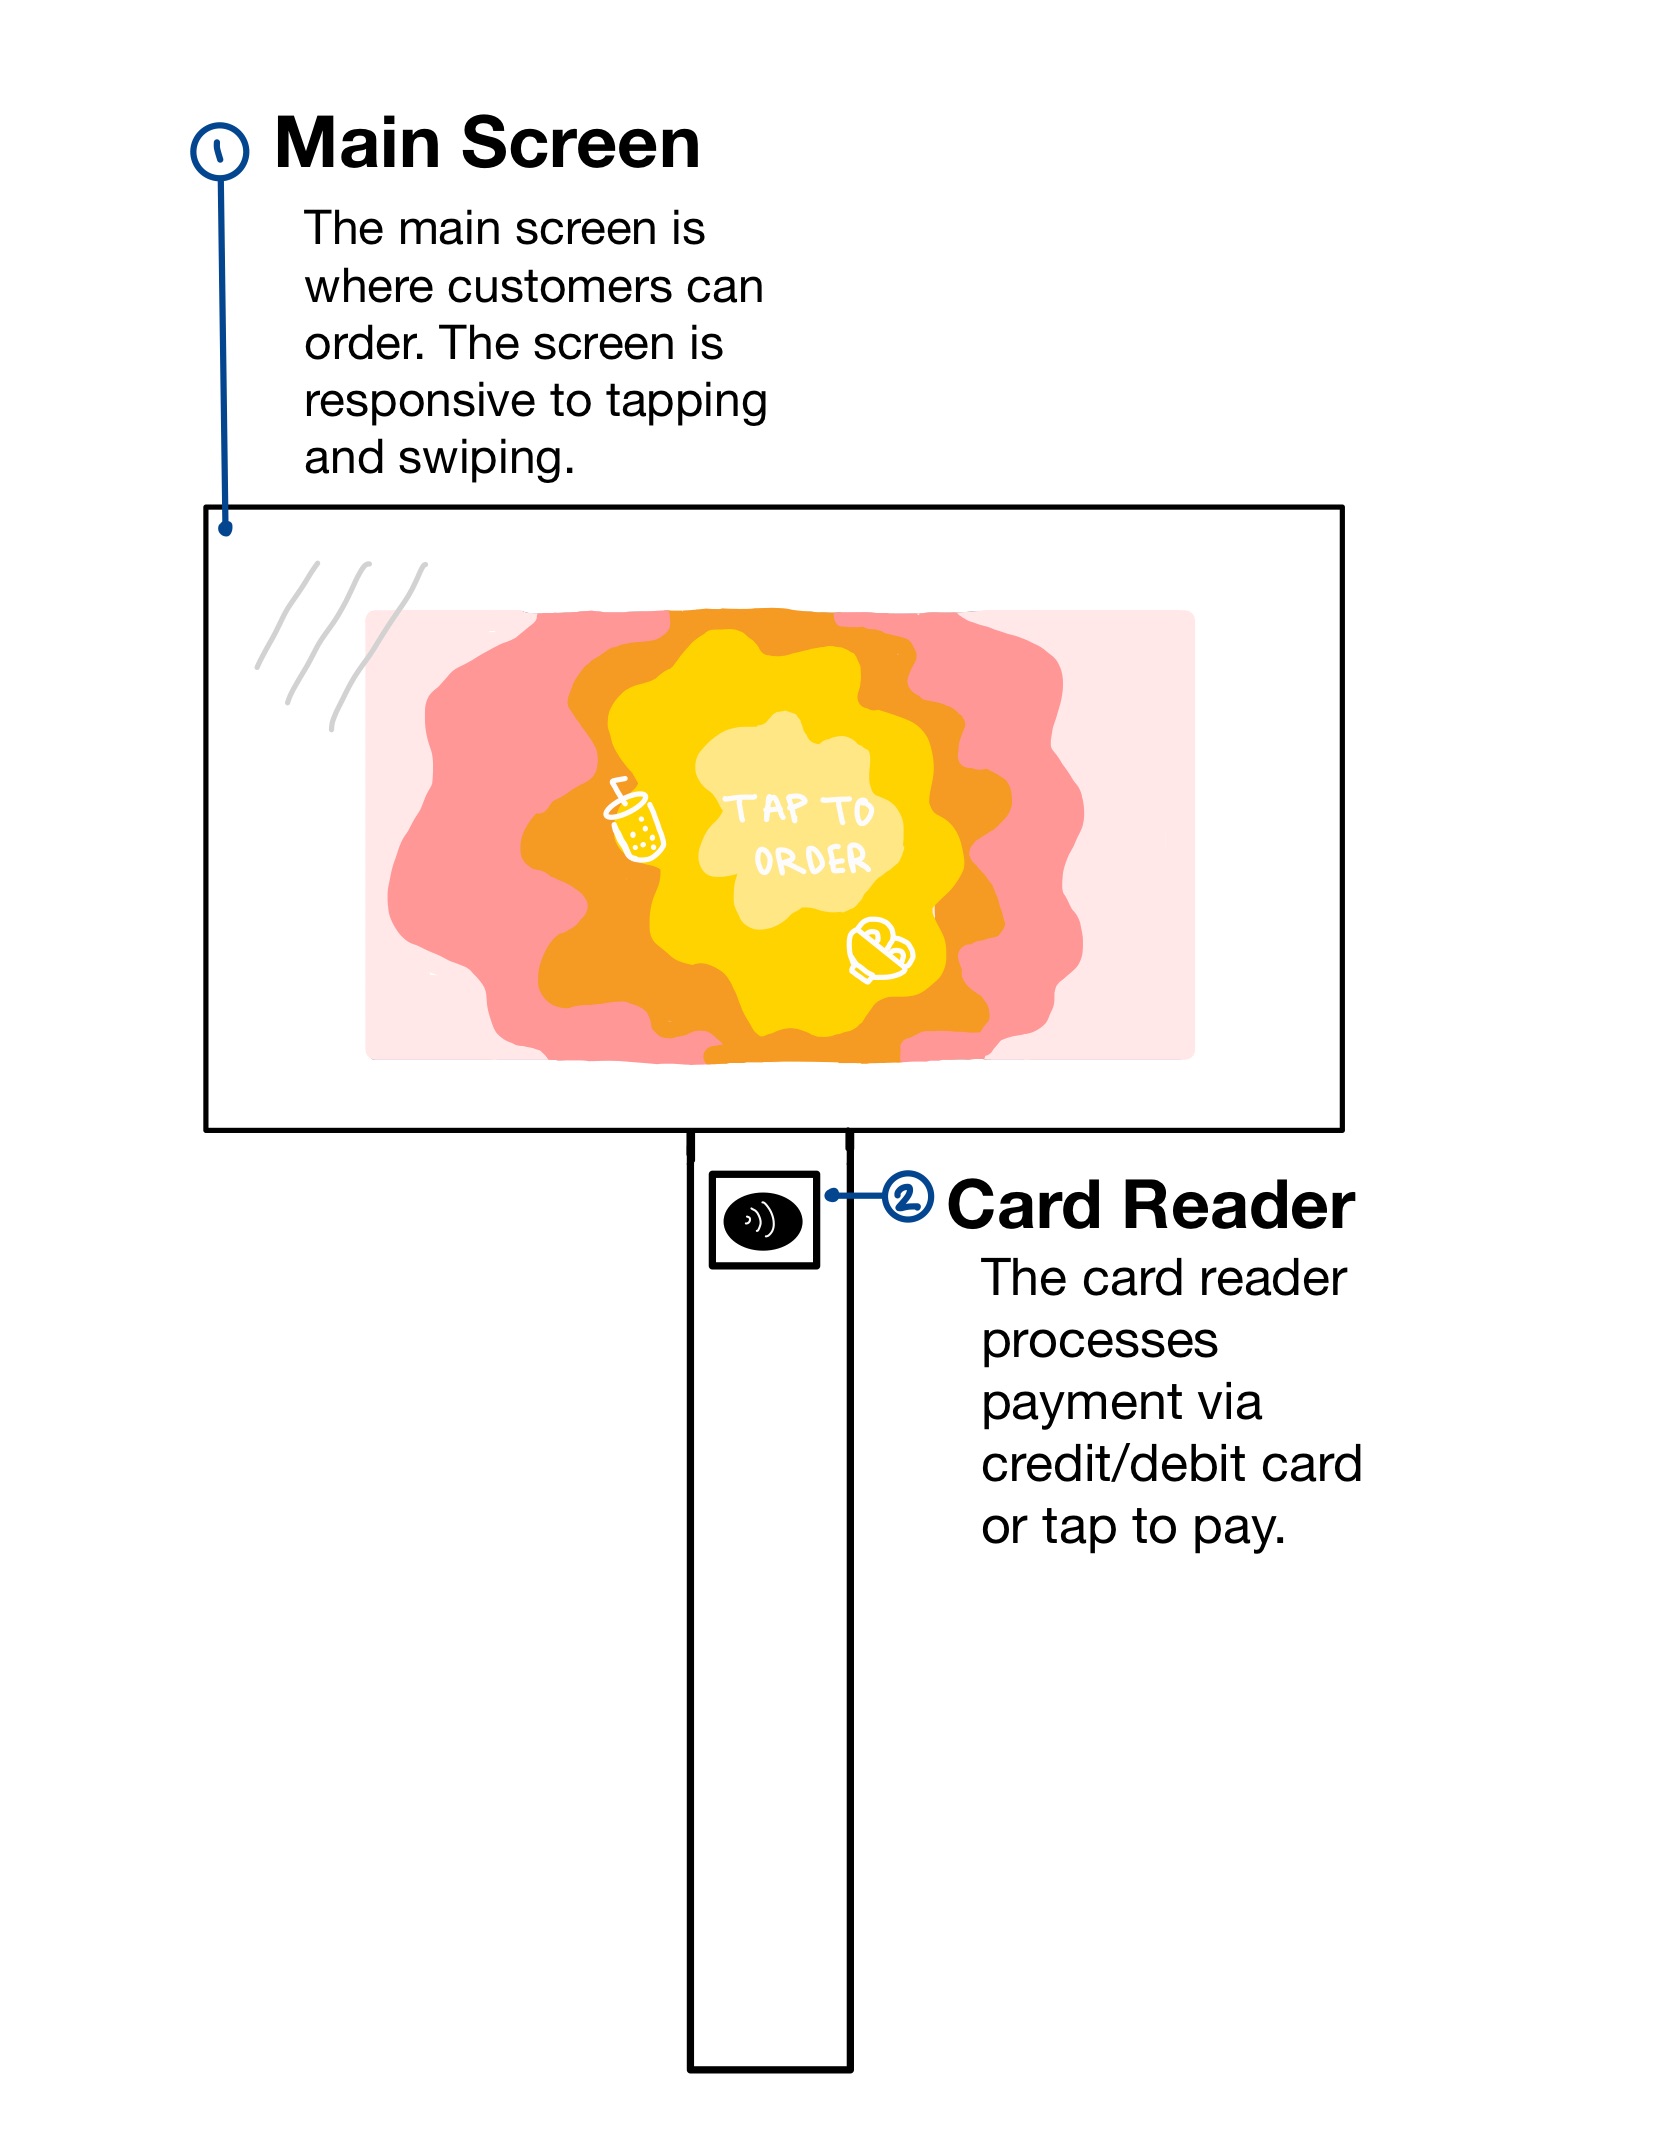 1 Main Screen
The main screen is
where customers can
order. The screen is
responsive to tapping
and swiping.
TAP TO
ORDER
2 Card Reader
The card reader
processes
payment via
credit/debit card
or tap to pay.